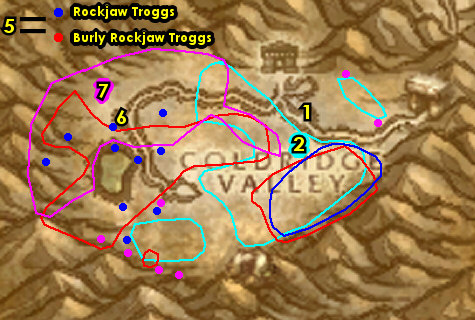 Rockjaw Troggs
5
Burly Rockjaw Troggs
7
6
1
2
COLDRIDGE
VALLEY